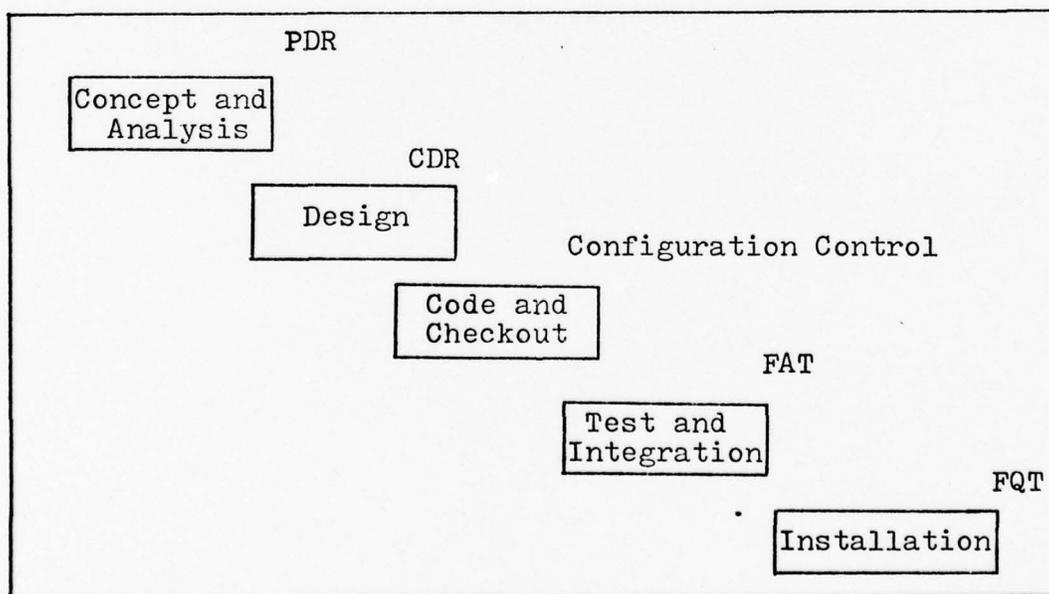 PDR
Concept and
Analysis
CDR
Design
Configuration Control
Code and
Checkout
FAT
Test and
Integration
FQT
Installation